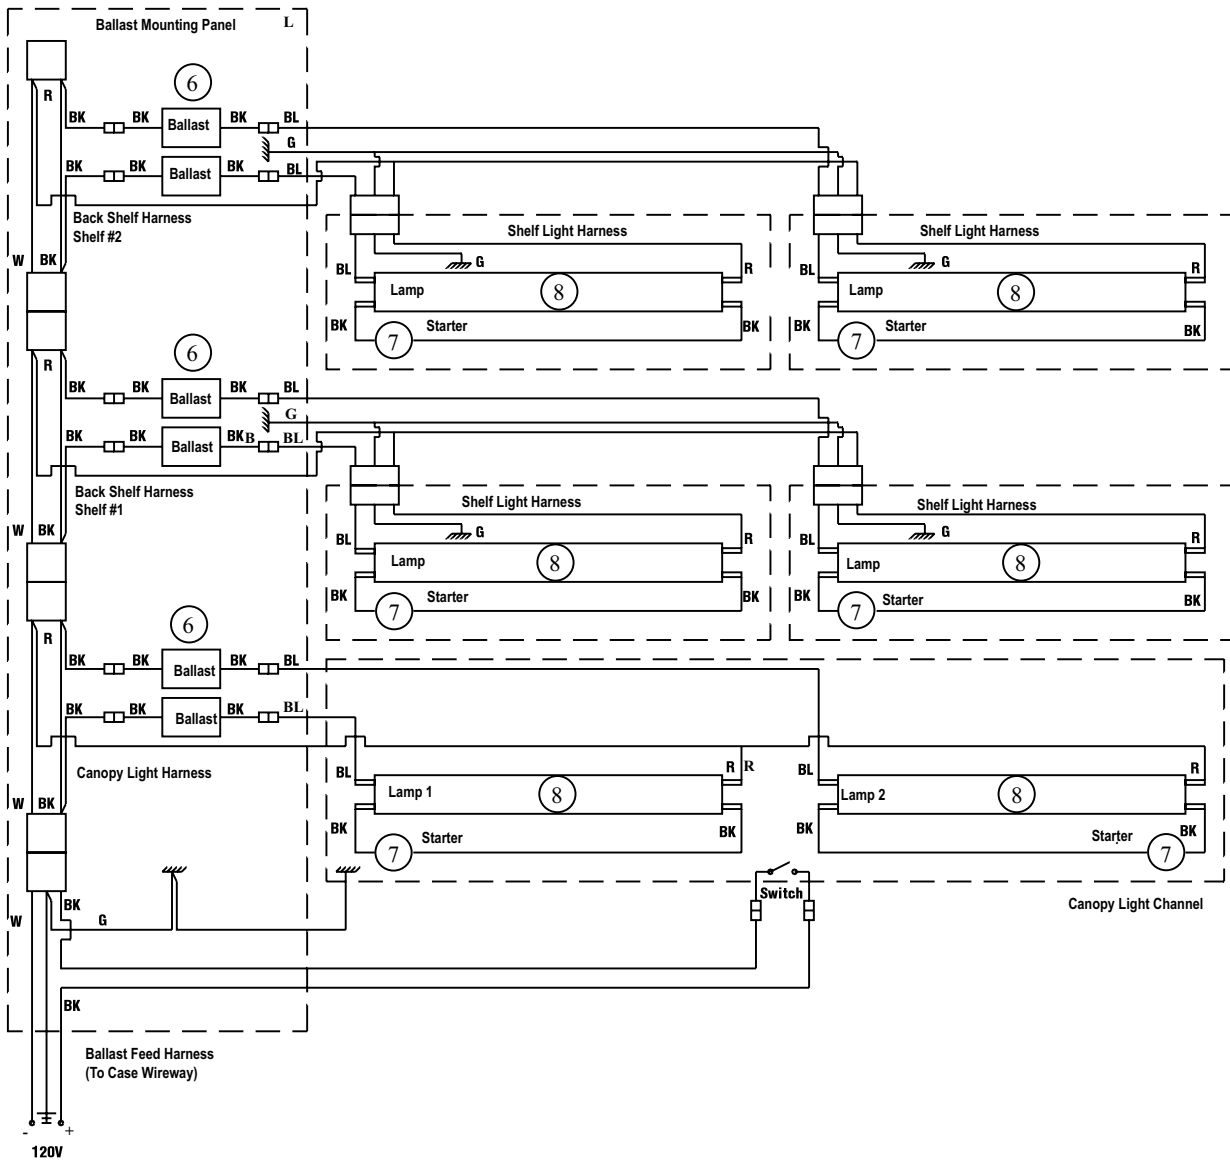 Ballast Mounting Panel L
6
R
BK BK Ballast BK BL
G
BK BK Ballast BK BL
Back Shelf Harness
Shelf #2
W BK
Shelf Light Harness
Shelf Light Harness
G
G
BL Lamp 8 R
BL Lamp 8 R
BK 7 Starter BK
BK 7 Starter BK
6
R
BK BK Ballast BK BL
G
BK BK Ballast BK B BL
Back Shelf Harness
Shelf #1
W BK
Shelf Light Harness
Shelf Light Harness
G
G
BL Lamp 8 R
BL Lamp 8 R
BK 7 Starter BK
BK 7 Starter BK
6
R
BK BK Ballast BK BL
BK BK Ballast BK BL
Canopy Light Harness
W BK
BL Lamp 1 8 R R
BL Lamp 2 8 R
BK 7 Starter BK
BK Starter 7 BK
Switch
Canopy Light Channel
BK
W G
BK
Ballast Feed Harness
(To Case Wireway)
- +
120V